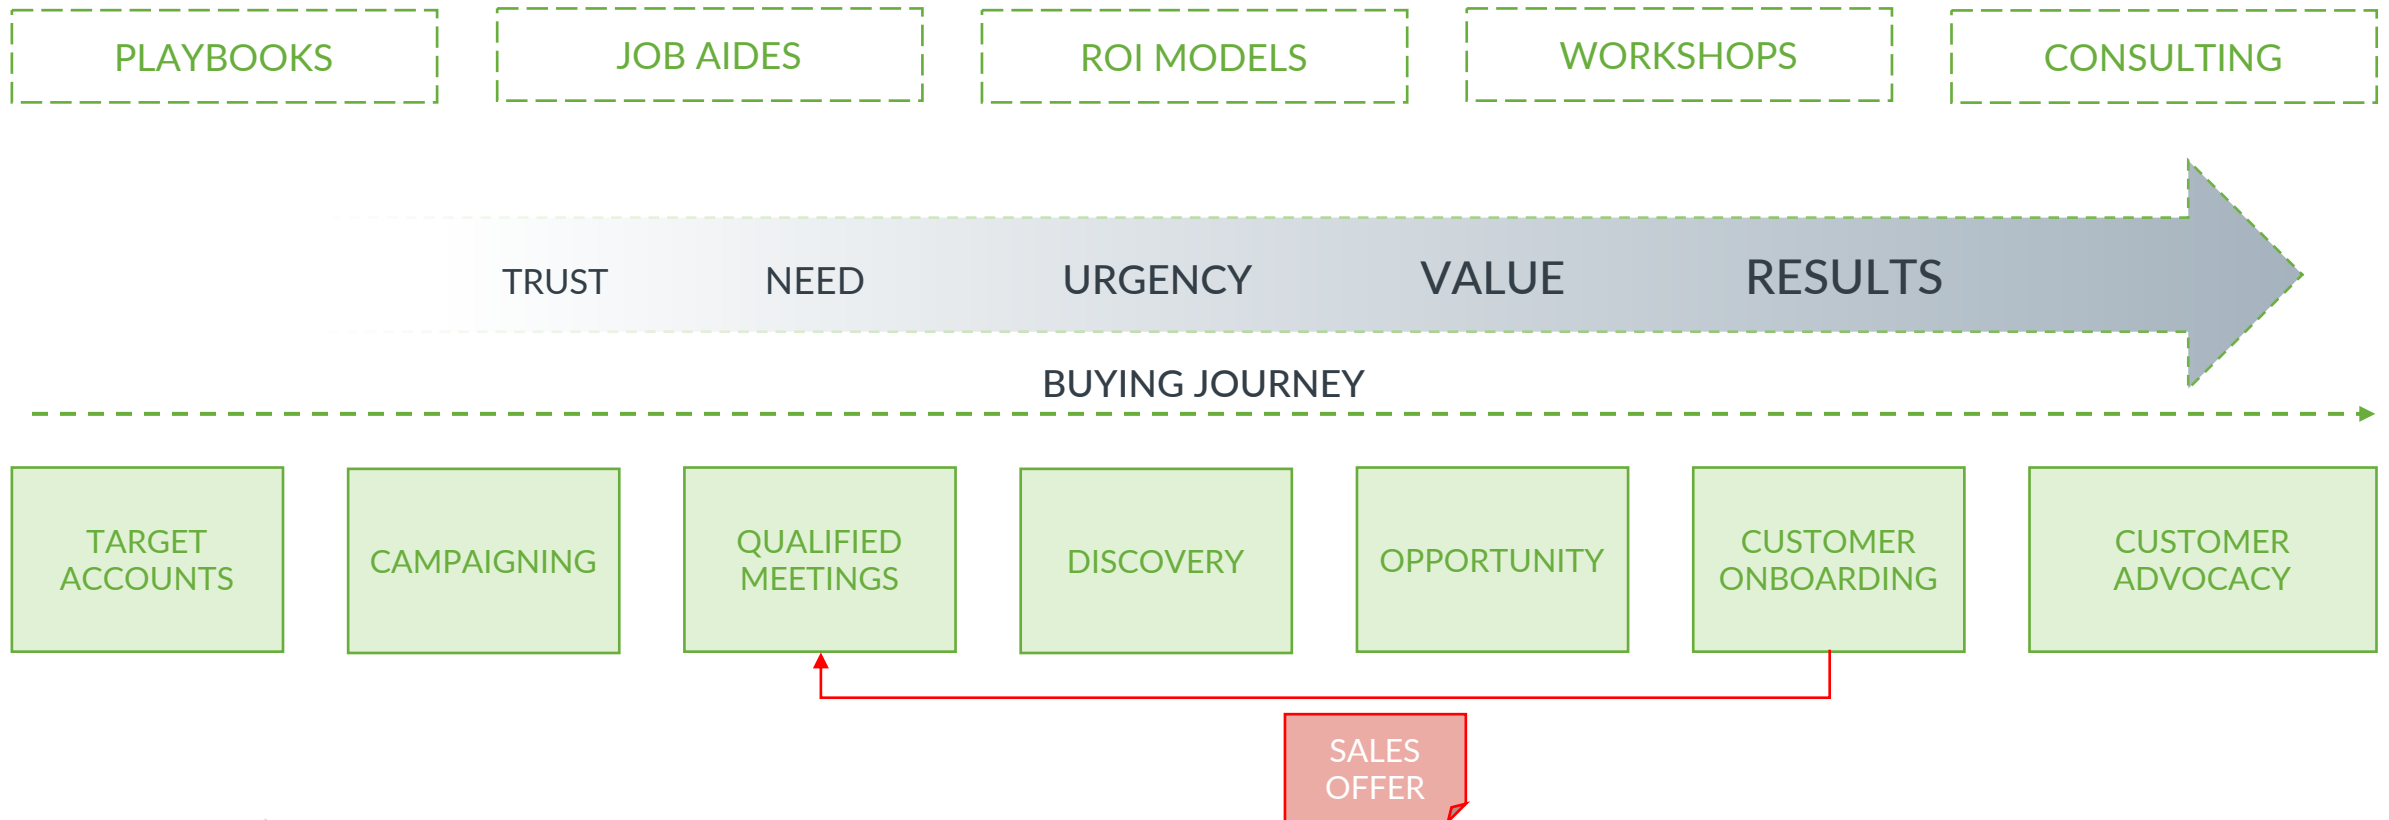 PLAYBOOKS
JOB AIDES
ROI MODELS
WORKSHOPS
CONSULTING
TRUST
NEED
URGENCY
VALUE
RESULTS
BUYING JOURNEY
TARGET
ACCOUNTS
CAMPAIGNING
QUALIFIED
MEETINGS
DISCOVERY
OPPORTUNITY
CUSTOMER
ONBOARDING
CUSTOMER
ADVOCACY
SALES
OFFER